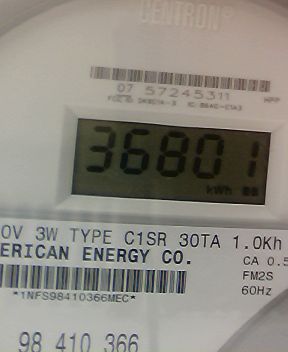 CENTRON®
07 57245311
36801
kWh
0V 3W TYPE C1SR 30TA 1.0Kh
ERICAN ENERGY CO.
CA 0.5
FM2S
*1NFS98410366MEC*
60Hz
98 410 366